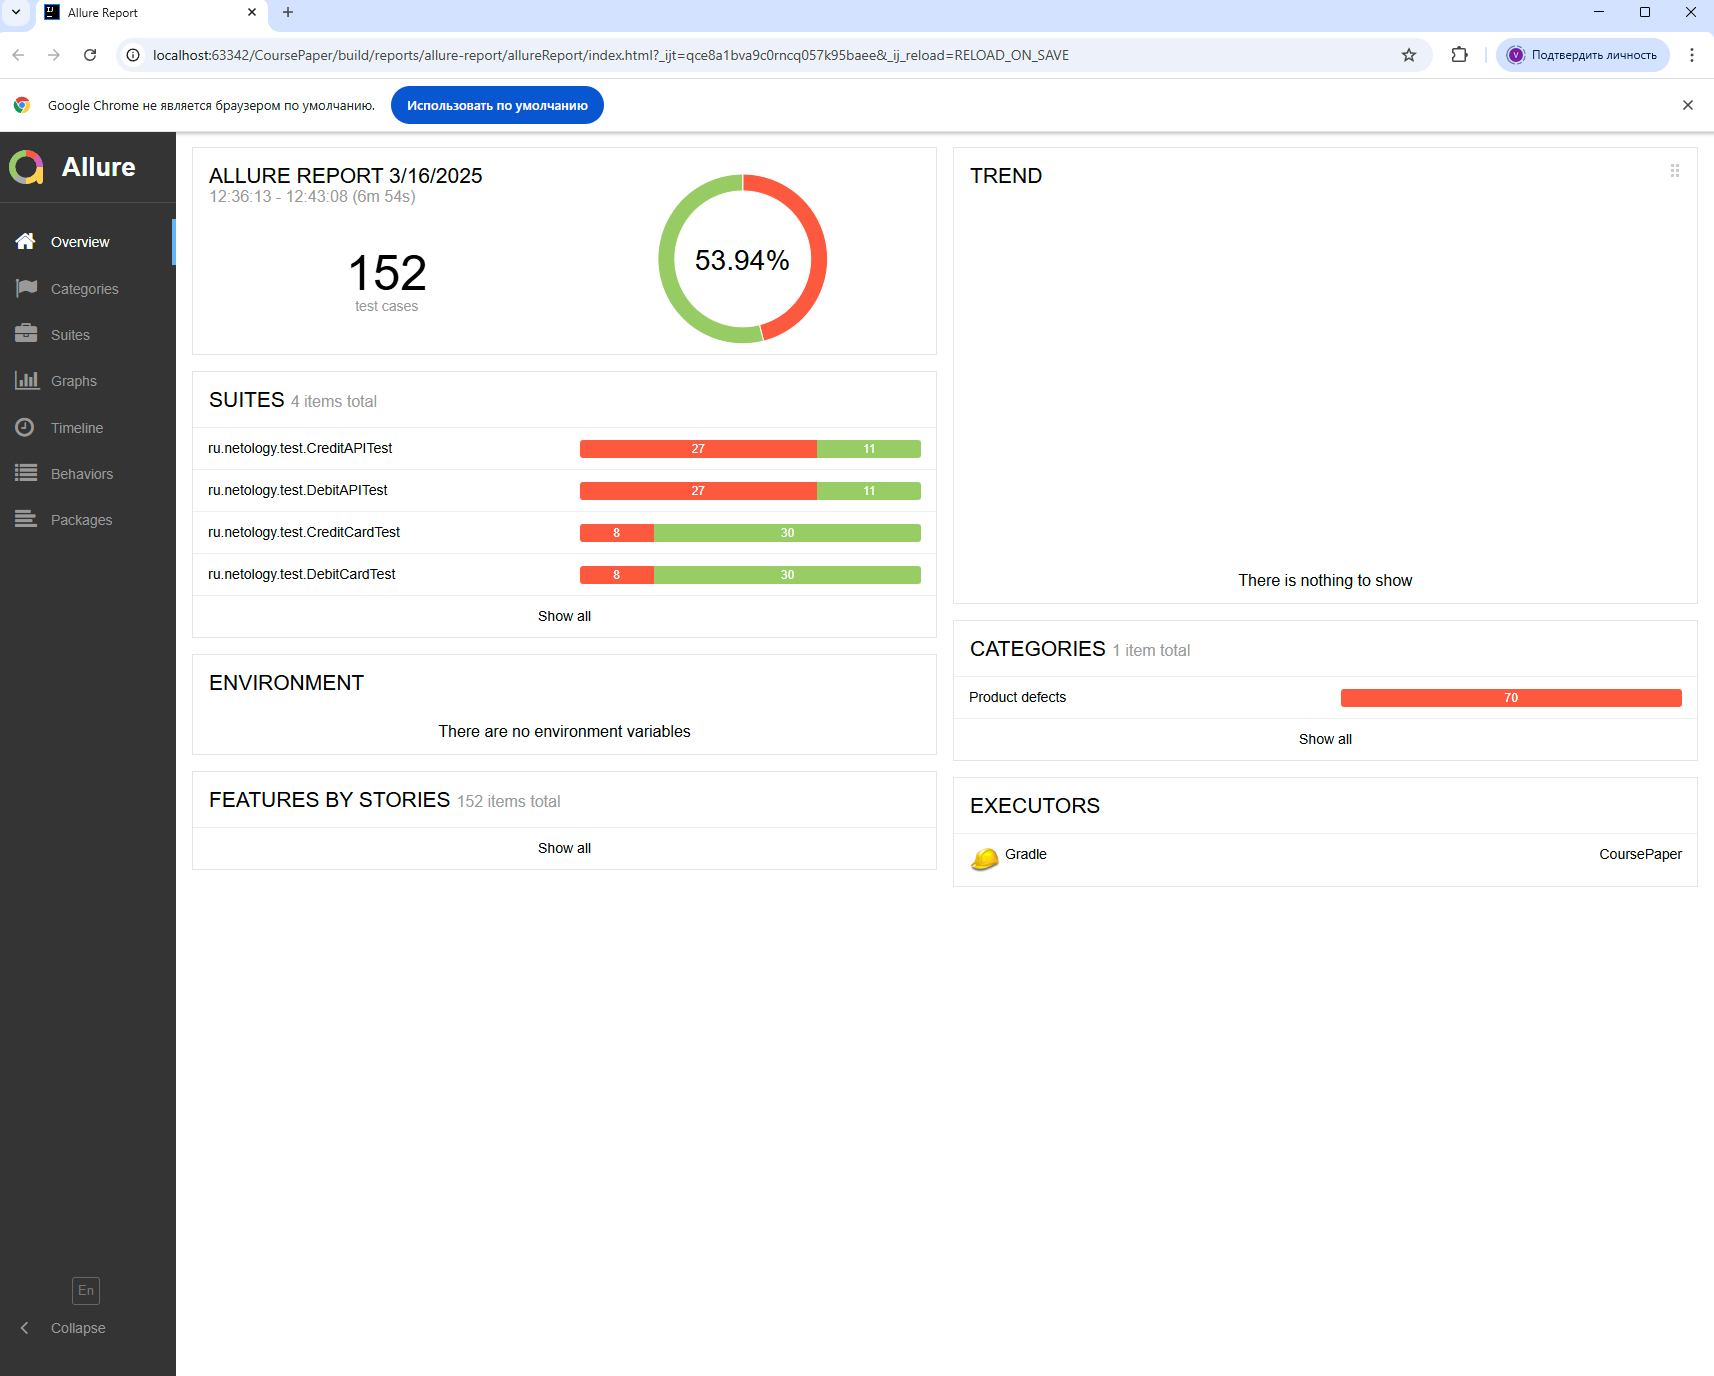 Allure Report
localhost:63342/CoursePaper/build/reports/allure-report/allureReport/index.html?_ijt=qce8a1bva9c0rncq057k95baee&_ij_reload=RELOAD_ON_SAVE
V
Подтвердить личность
Google Chrome не является браузером по умолчанию.
Использовать по умолчанию
Allure
Overview
Categories
Suites
Graphs
Timeline
Behaviors
Packages
En
Collapse
ALLURE REPORT 3/16/2025
12:36:13 - 12:43:08 (6m 54s)
152
test cases
53.94%
SUITES 4 items total
ru.netology.test.CreditAPITest 27 11
ru.netology.test.DebitAPITest 27 11
ru.netology.test.CreditCardTest 8 30
ru.netology.test.DebitCardTest 8 30
Show all
ENVIRONMENT
There are no environment variables
FEATURES BY STORIES 152 items total
Show all
TREND
There is nothing to show
CATEGORIES 1 item total
Product defects 70
Show all
EXECUTORS
Gradle CoursePaper